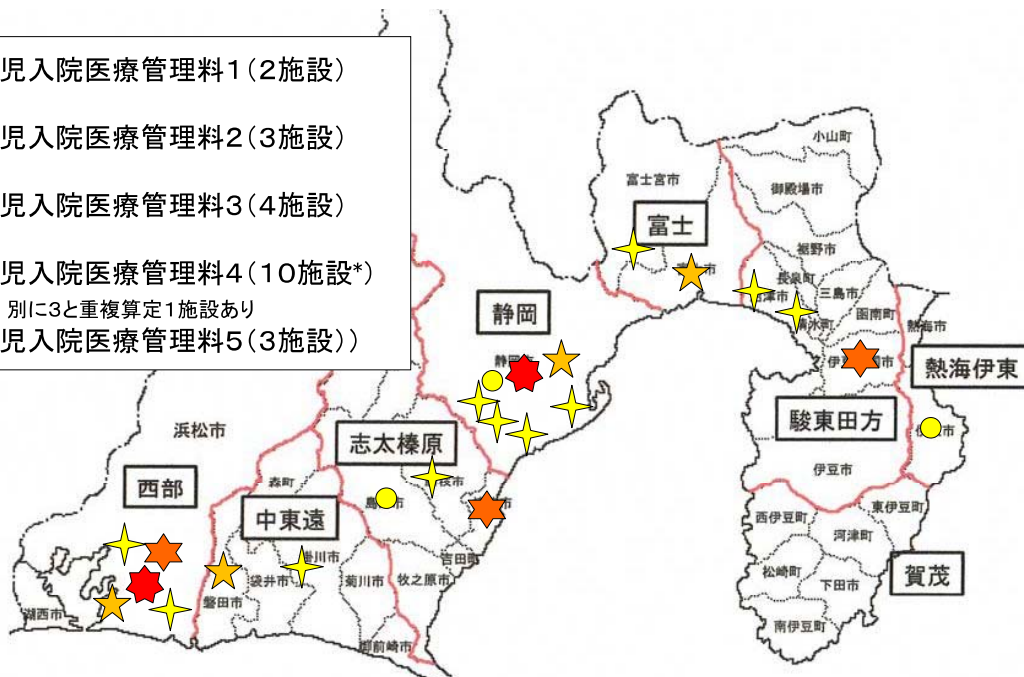 児入院医療管理料1(2施設)
児入院医療管理料2(3施設)
児入院医療管理料3(4施設)
児入院医療管理料4(10施設*)
別に3と重複算定1施設あり
児入院医療管理料5(3施設))
小山町
富士宮市
御殿場市
富士
裾野市
長泉町
三島市
函南町
熱海市
静岡
熱海伊東
駿東田方
浜松市
志太榛原
伊豆市
森町
西部
中東遠
西伊豆町
東伊豆町
河津町
吉田町
掛川市
袋井市
菊川市
牧之原市
松崎町
下田市
賀茂
磐田市
湖西市
南伊豆町
御前崎市